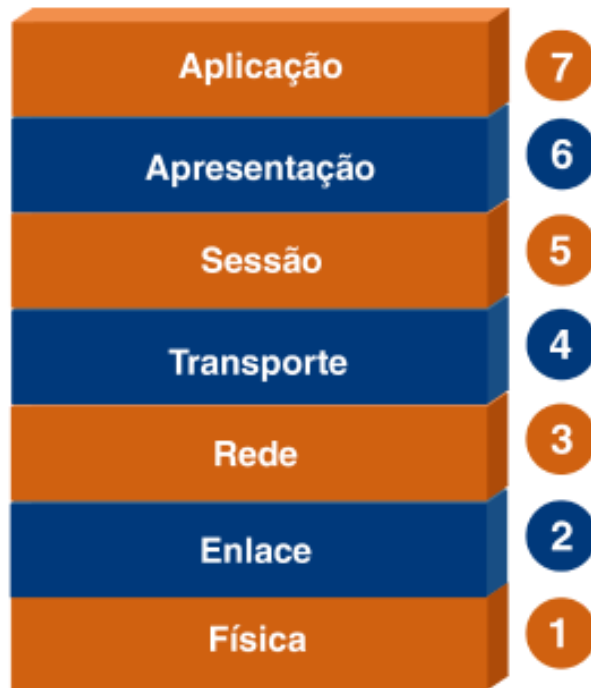 Aplicação 7
Apresentação 6
Sessão 5
Transporte 4
Rede 3
Enlace 2
Física 1